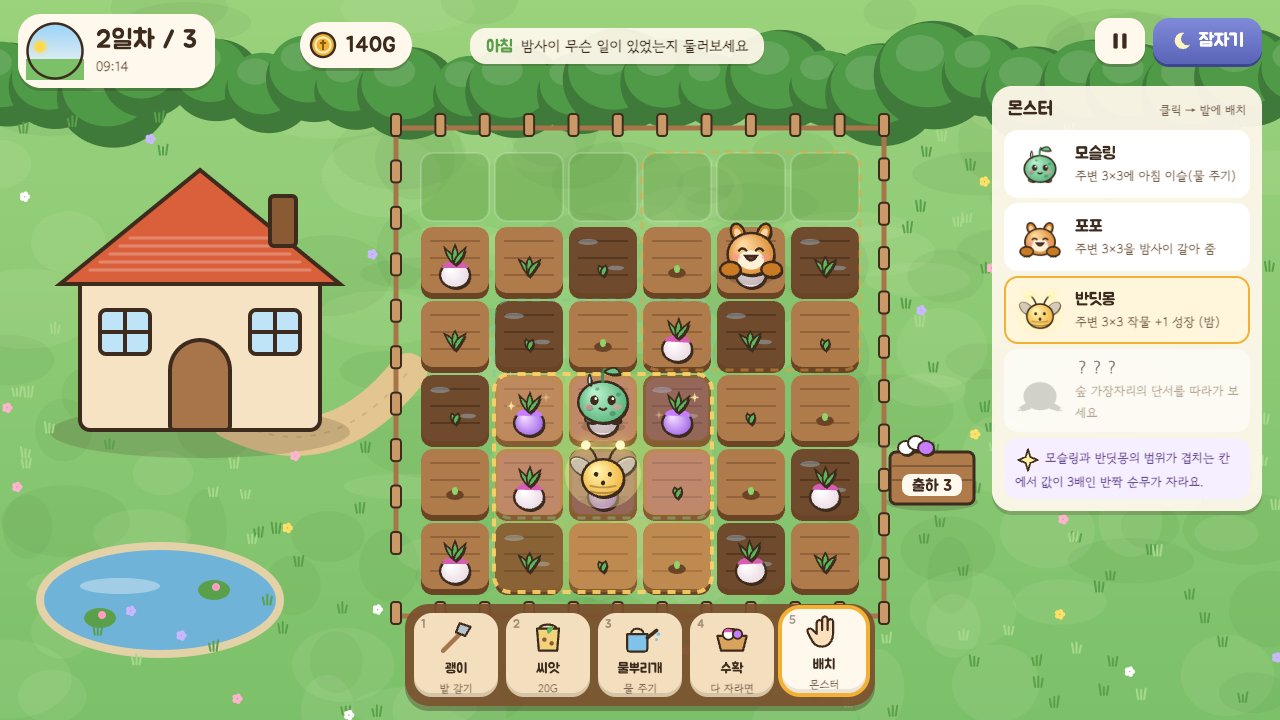 2일차 / 3
09:14
140G
아침 밤사이 무슨 일이 있었는지 둘러보세요
잠자기
몬스터
클릭 → 밭에 배치
모슬링
주변 3×3에 아침 이슬(물 주기)
포포
주변 3×3을 밤사이 갈아 줌
반딧몽
주변 3×3 작물 +1 성장 (밤)
? ? ?
숲 가장자리의 단서를 따라가 보
세요
모슬링과 반딧몽의 범위가 겹치는 칸
에서 값이 3배인 반짝 순무가 자라요.
출하 3
1
괭이
밭 갈기
2
씨앗
20G
3
물뿌리개
물 주기
4
수확
다 자라면
5
배치
몬스터